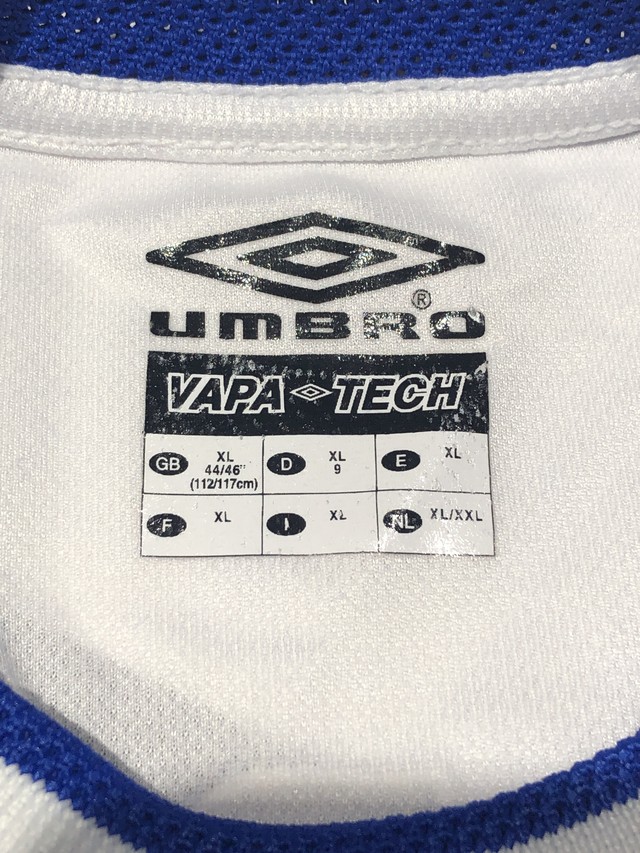 UMBRO®
VAPA TECH
GB XL 44/46" (112/117cm)
D XL 9
E XL
F XL
I XL
NL XL/XXL